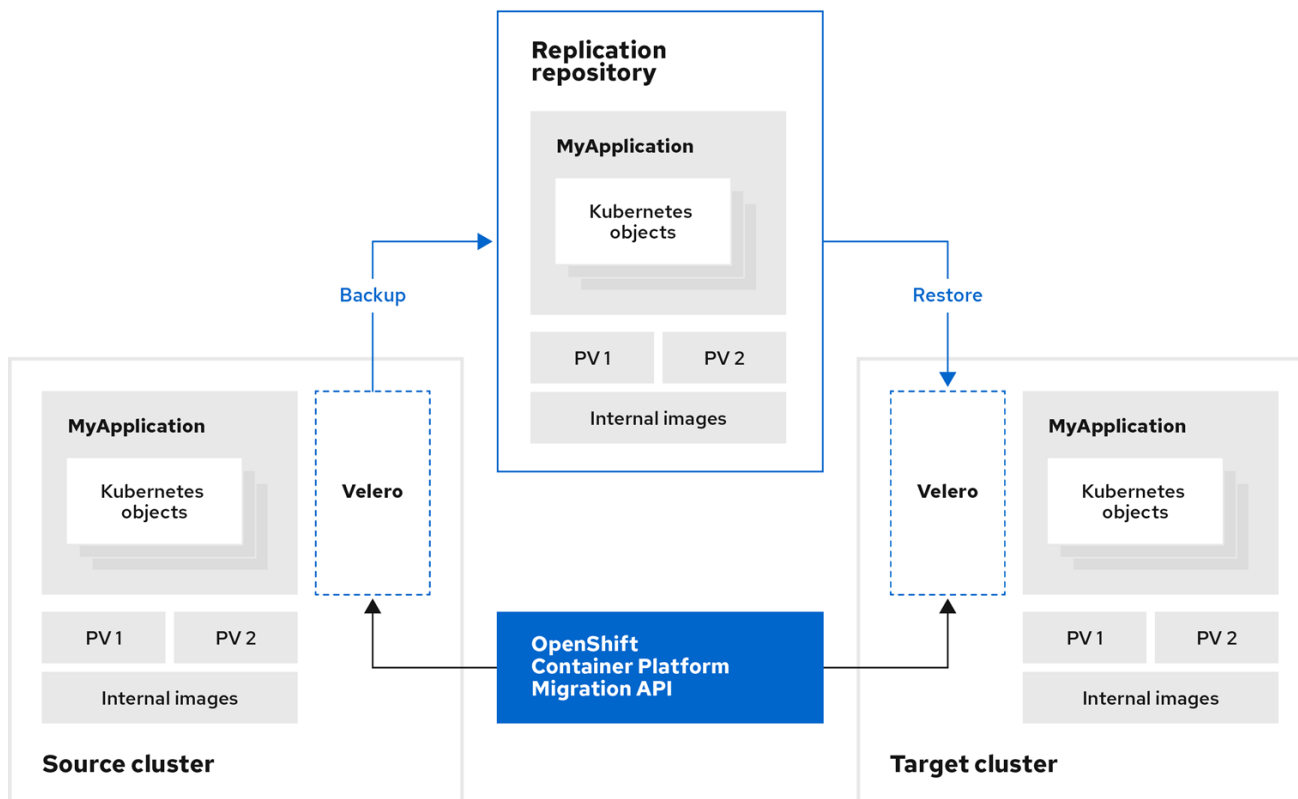 Replication
repository
MyApplication
Kubernetes
objects
PV 1
PV 2
Internal images
Backup
Restore
MyApplication
Kubernetes
objects
Velero
PV 1
PV 2
Internal images
Source cluster
OpenShift
Container Platform
Migration API
Velero
MyApplication
Kubernetes
objects
PV 1
PV 2
Internal images
Target cluster